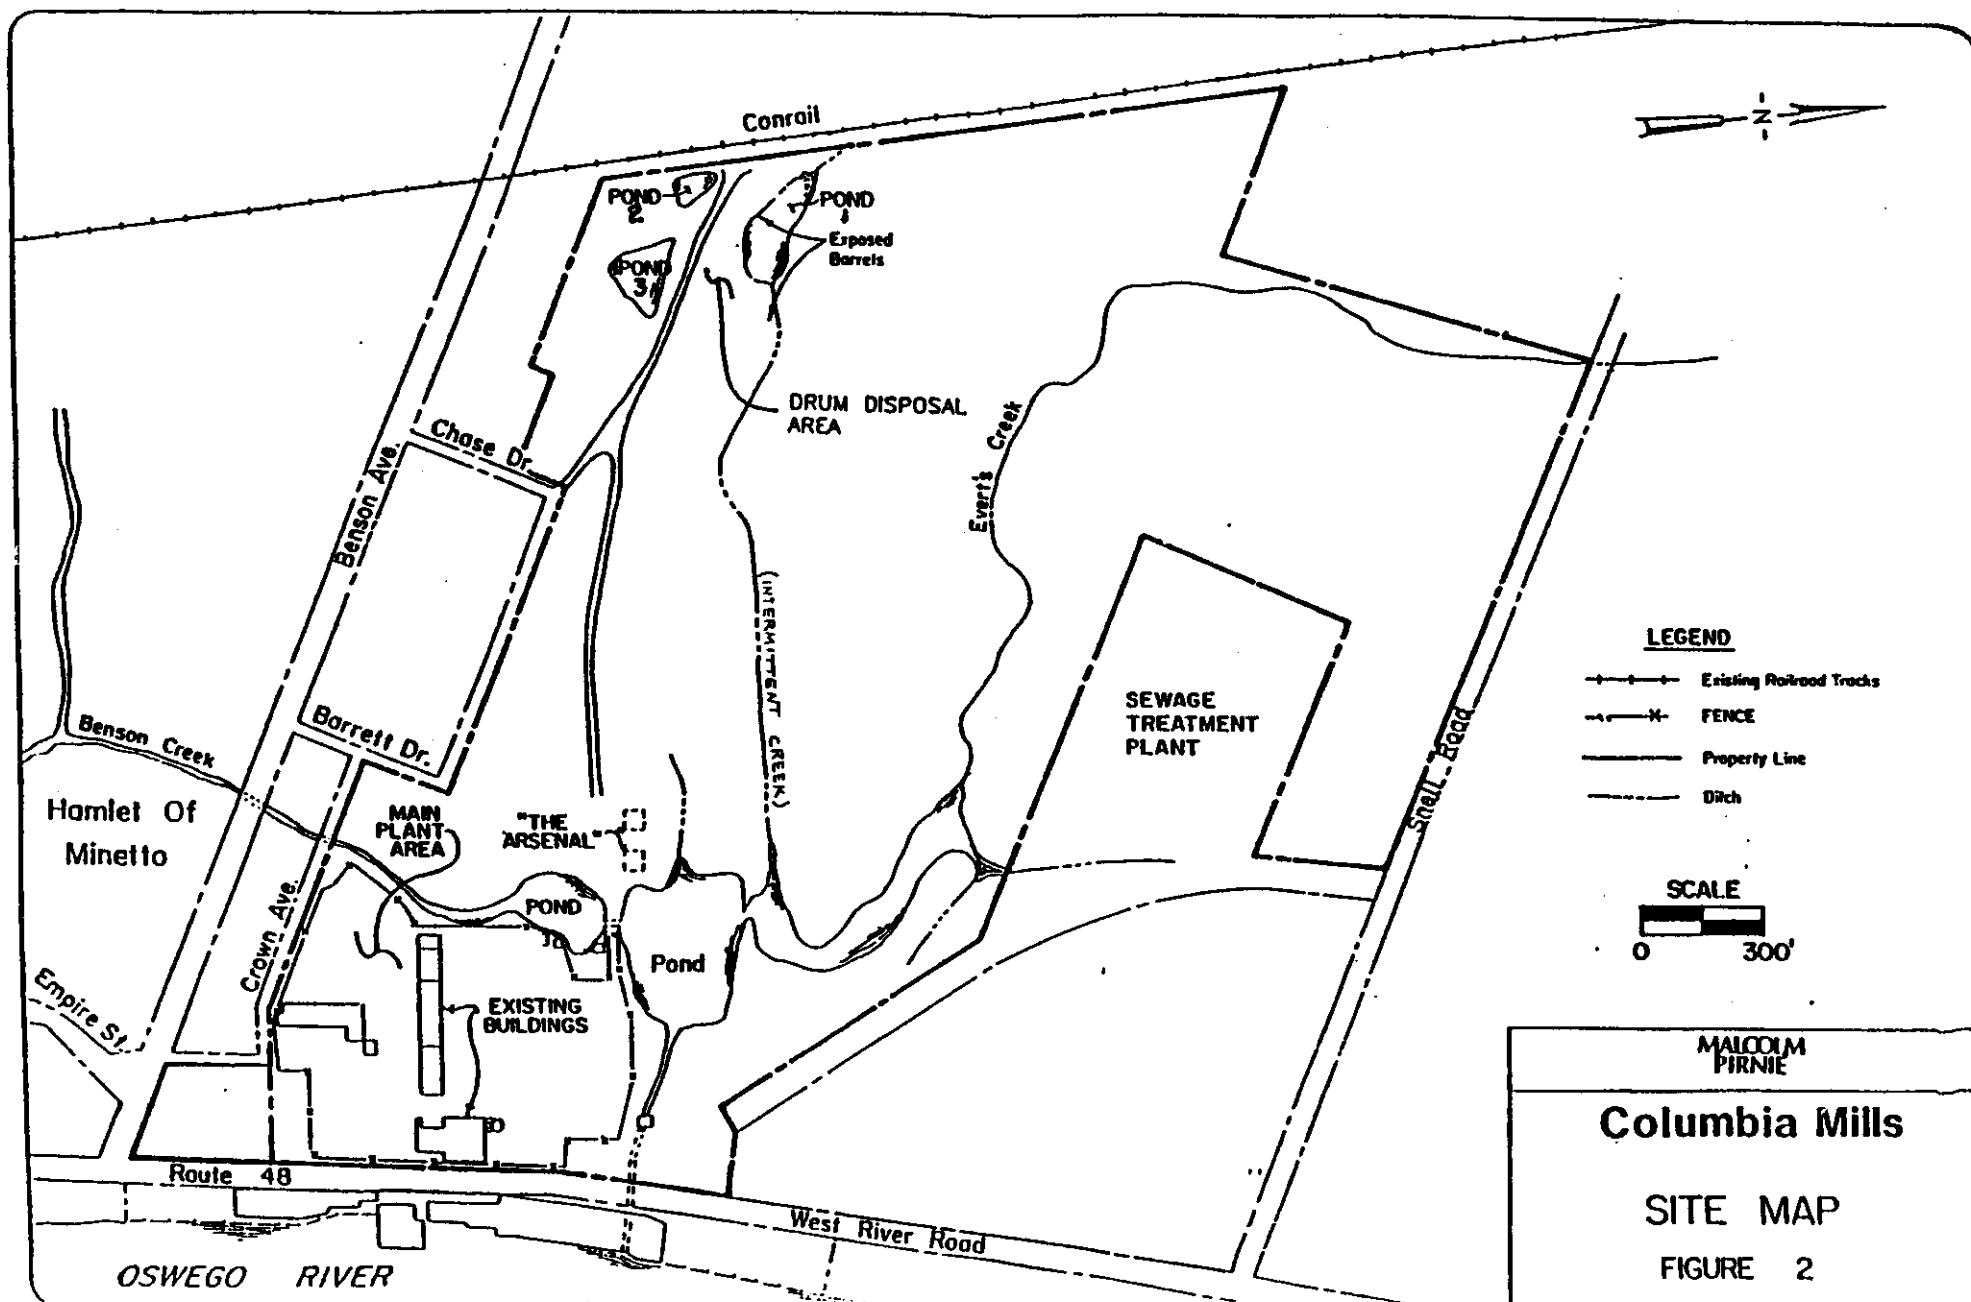 Conrail
N
POND
2
POND
1
Exposed
Barrels
POND
3
DRUM DISPOSAL
AREA
Chase Dr.
Benson Ave.
Evert's Creek
(INTERMITTENT CREEK)
SEWAGE
TREATMENT
PLANT
Snell Road
LEGEND
Existing Railroad Tracks
FENCE
Property Line
Ditch
SCALE
0 300'
Barrett Dr.
Benson Creek
Hamlet Of
Minetto
MAIN
PLANT
AREA
"THE
ARSENAL"
POND
Pond
Crown Ave.
Empire St.
EXISTING
BUILDINGS
Route 48
West River Road
OSWEGO RIVER
MALCOLM
PIRNIE
Columbia Mills
SITE MAP
FIGURE 2